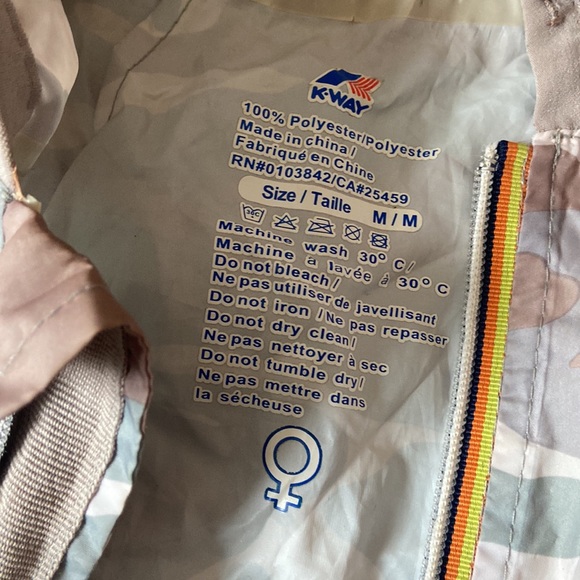 K-WAY
100% Polyester/Polyester
Made in china/
Fabriqué en Chine
RN#0103842/CA#25459
Size/Taille M/M
30C
Machine wash 30° C/
Machine a lavée à 30° C
Do not bleach/
Ne pas utiliser de javellisant
Do not iron /Ne pas repasser
Do not dry clean/
Ne pas nettoyer à sec
Do not tumble dry/
Ne pas mettre dans
la sécheuse